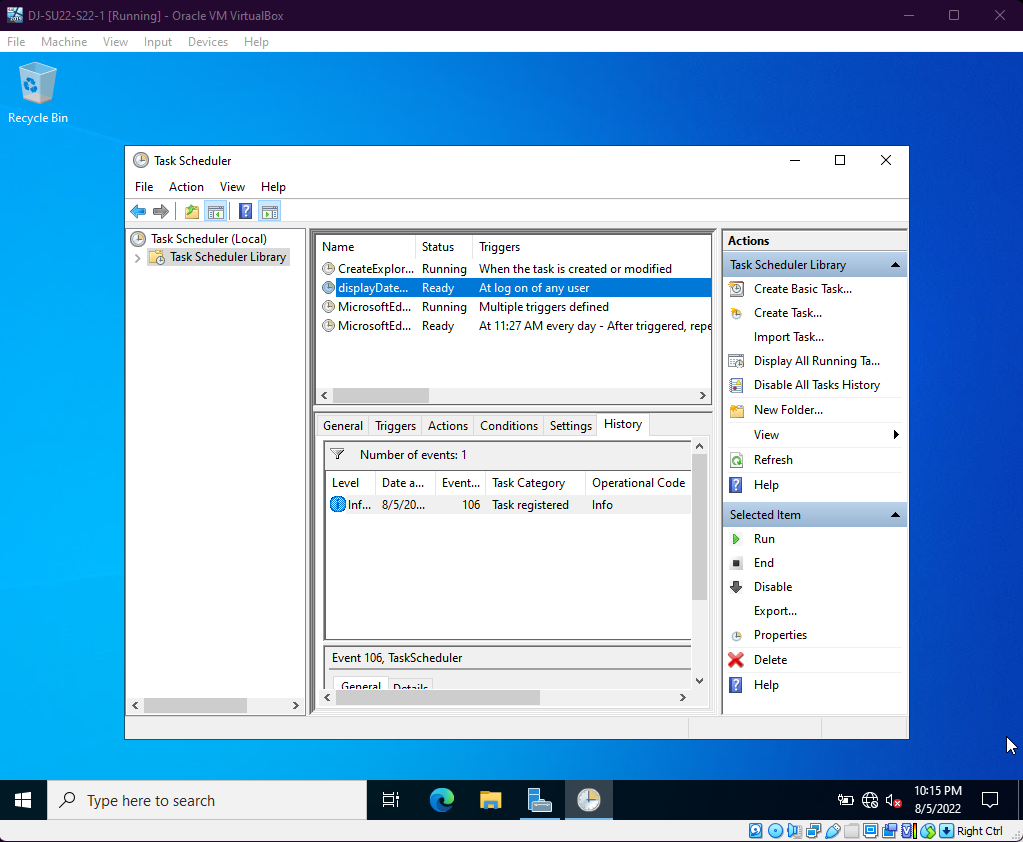 DJ-SU22-S22-1 [Running] - Oracle VM VirtualBox
File Machine View Input Devices Help
Recycle Bin
Task Scheduler
File Action View Help
Task Scheduler (Local)
Task Scheduler Library
Name Status Triggers
CreateExplor... Running When the task is created or modified
displayDate... Ready At log on of any user
MicrosoftEd... Running Multiple triggers defined
MicrosoftEd... Ready At 11:27 AM every day - After triggered, repe
General Triggers Actions Conditions Settings History
Number of events: 1
Level Date a... Event... Task Category Operational Code
Inf... 8/5/20... 106 Task registered Info
Event 106, TaskScheduler
General Details
Actions
Task Scheduler Library
Create Basic Task...
Create Task...
Import Task...
Display All Running Ta...
Disable All Tasks History
New Folder...
View
Refresh
Help
Selected Item
Run
End
Disable
Export...
Properties
Delete
Help
Type here to search
10:15 PM
8/5/2022
Right Ctrl